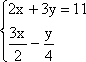 2x + 3y = 11
3x/2 − y/4